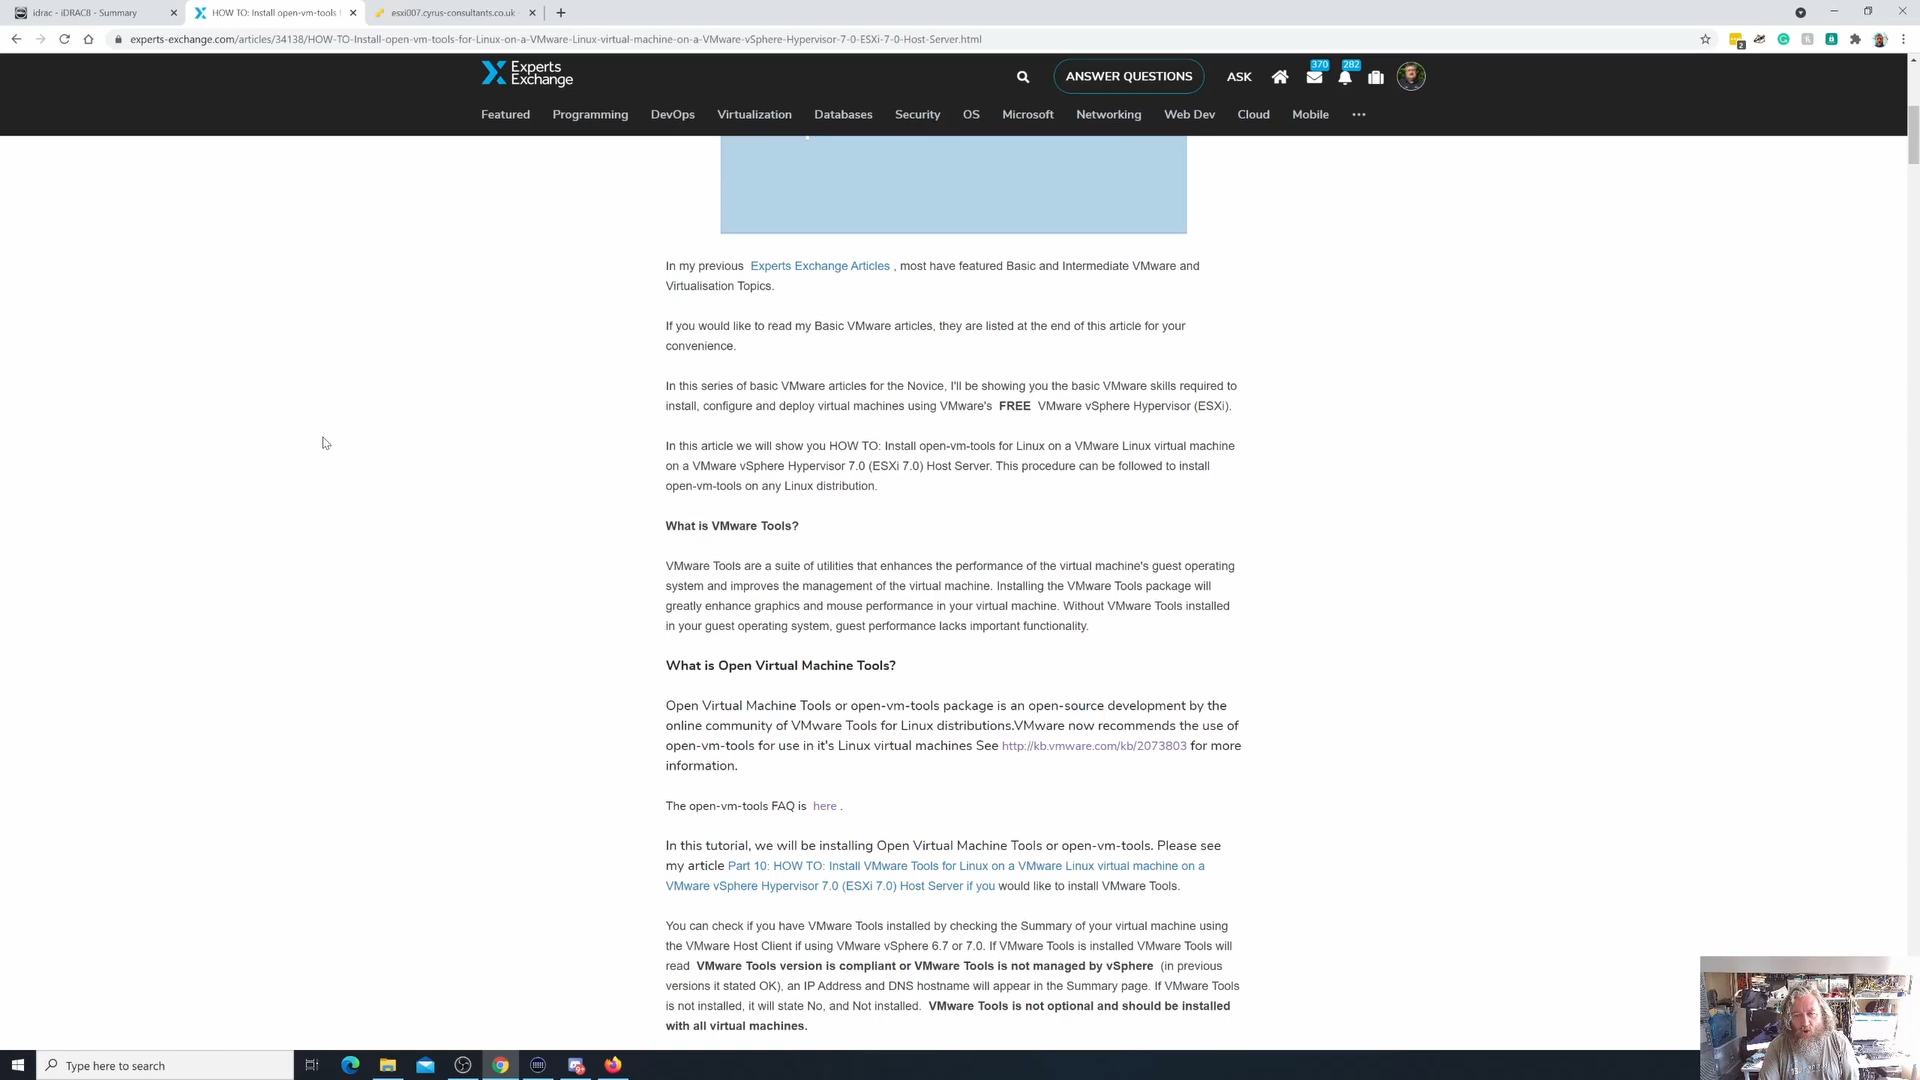 idrac - iDRAC8 - Summary
HOW TO: Install open-vm-tools
esxi007.cyrus-consultants.co.uk
experts-exchange.com/articles/34138/HOW-TO-Install-open-vm-tools-for-Linux-on-a-VMware-Linux-virtual-machine-on-a-VMware-vSphere-Hypervisor-7-0-ESXi-7-0-Host-Server.html
2
Experts
Exchange
ANSWER QUESTIONS
ASK
370
282
Featured Programming DevOps Virtualization Databases Security OS Microsoft Networking Web Dev Cloud Mobile •••
In my previous Experts Exchange Articles , most have featured Basic and Intermediate VMware and
Virtualisation Topics.
If you would like to read my Basic VMware articles, they are listed at the end of this article for your
convenience.
In this series of basic VMware articles for the Novice, I'll be showing you the basic VMware skills required to
install, configure and deploy virtual machines using VMware's FREE VMware vSphere Hypervisor (ESXi).
In this article we will show you HOW TO: Install open-vm-tools for Linux on a VMware Linux virtual machine
on a VMware vSphere Hypervisor 7.0 (ESXi 7.0) Host Server. This procedure can be followed to install
open-vm-tools on any Linux distribution.
What is VMware Tools?
VMware Tools are a suite of utilities that enhances the performance of the virtual machine's guest operating
system and improves the management of the virtual machine. Installing the VMware Tools package will
greatly enhance graphics and mouse performance in your virtual machine. Without VMware Tools installed
in your guest operating system, guest performance lacks important functionality.
What is Open Virtual Machine Tools?
Open Virtual Machine Tools or open-vm-tools package is an open-source development by the
online community of VMware Tools for Linux distributions.VMware now recommends the use of
open-vm-tools for use in it's Linux virtual machines See http://kb.vmware.com/kb/2073803 for more
information.
The open-vm-tools FAQ is here .
In this tutorial, we will be installing Open Virtual Machine Tools or open-vm-tools. Please see
my article Part 10: HOW TO: Install VMware Tools for Linux on a VMware Linux virtual machine on a
VMware vSphere Hypervisor 7.0 (ESXi 7.0) Host Server if you would like to install VMware Tools.
You can check if you have VMware Tools installed by checking the Summary of your virtual machine using
the VMware Host Client if using VMware vSphere 6.7 or 7.0. If VMware Tools is installed VMware Tools will
read VMware Tools version is compliant or VMware Tools is not managed by vSphere (in previous
versions it stated OK), an IP Address and DNS hostname will appear in the Summary page. If VMware Tools
is not installed, it will state No, and Not installed. VMware Tools is not optional and should be installed
with all virtual machines.
Type here to search